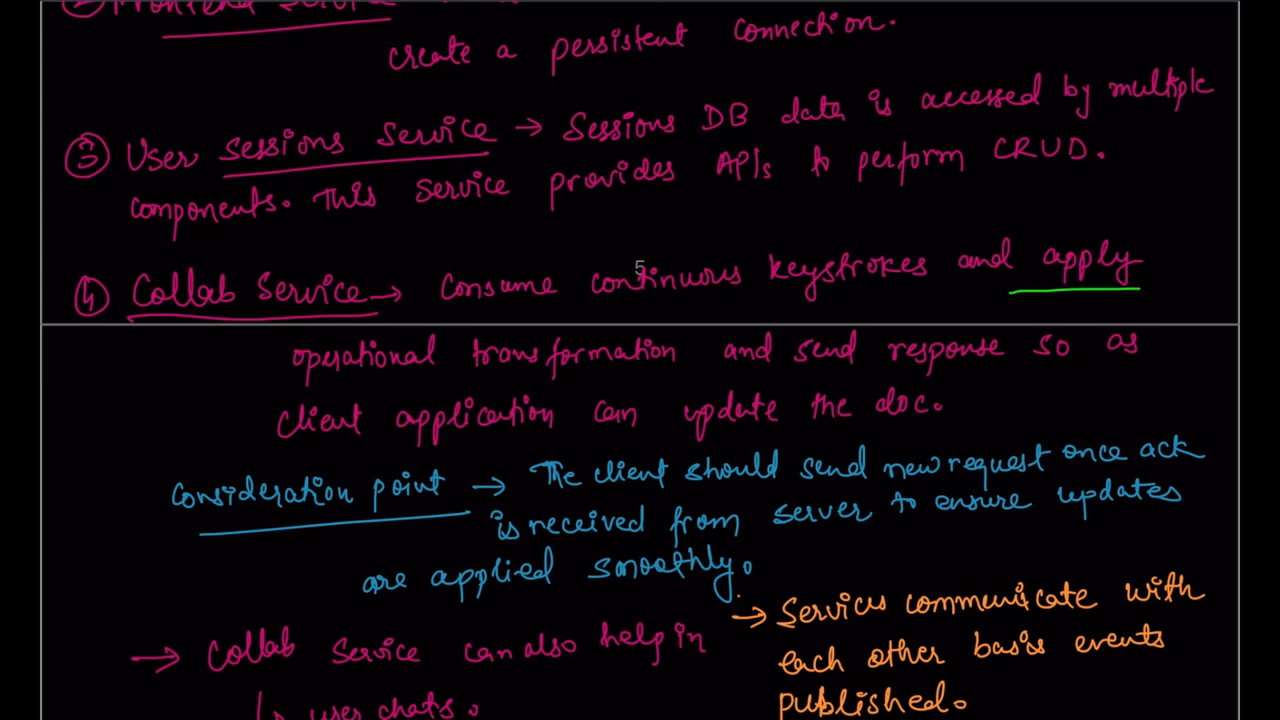 ② Frontend Service
create a persistent connection.
③ User sessions service → Sessions DB data is accessed by multiple
components. This service provides APIs to perform CRUD.
5
④ Collab Service → Consume continuous keystrokes and apply
operational transformation and send response so as
client application can update the doc.
Consideration point → The client should send new request once ack
is received from server to ensure updates
are applied smoothly.
→ Collab Service can also help in
↳ user chats.
→ Services communicate with
each other basis events
published.